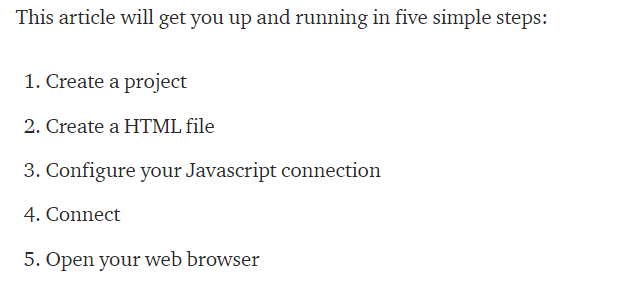 This article will get you up and running in five simple steps:
1. Create a project
2. Create a HTML file
3. Configure your Javascript connection
4. Connect
5. Open your web browser